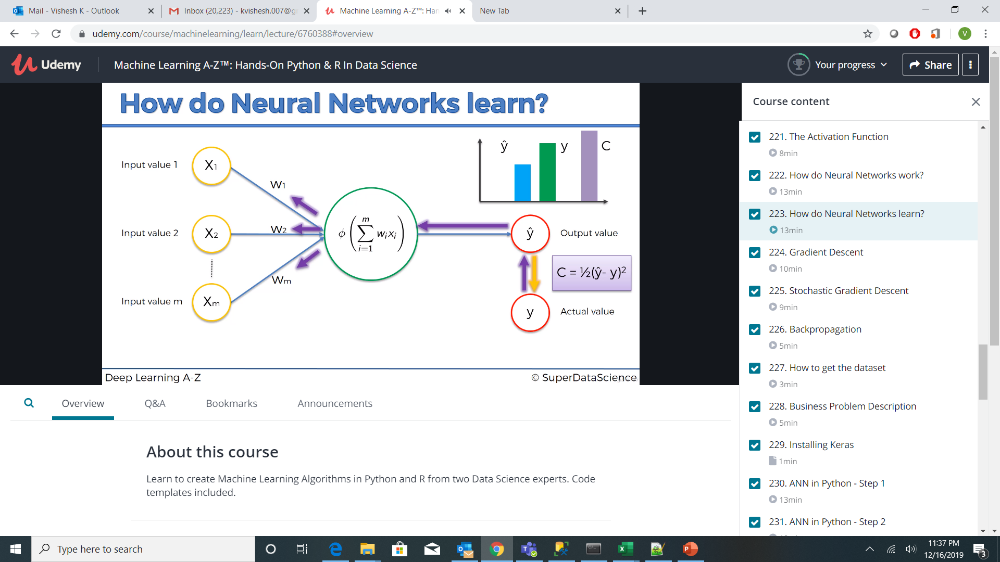 Mail - Vishesh K - Outlook
Inbox (20,223) - kvishesh.007@g
Machine Learning A-Z™: Han
New Tab
udemy.com/course/machinelearning/learn/lecture/6760388#overview
V
Udemy
Machine Learning A-Z™: Hands-On Python & R In Data Science
Your progress
Share
How do Neural Networks learn?
ŷ
y
C
Input value 1
X₁
W₁
Input value 2
X₂
W₂
ϕ(∑ᵢ₌₁ᵐ wᵢxᵢ)
ŷ
Output value
C = ½(ŷ- y)²
Input value m
Xₘ
Wₘ
y
Actual value
Deep Learning A-Z
© SuperDataScience
Course content
221. The Activation Function
8min
222. How do Neural Networks work?
13min
223. How do Neural Networks learn?
13min
224. Gradient Descent
10min
225. Stochastic Gradient Descent
9min
226. Backpropagation
5min
227. How to get the dataset
3min
228. Business Problem Description
5min
229. Installing Keras
1min
230. ANN in Python - Step 1
13min
231. ANN in Python - Step 2
Overview
Q&A
Bookmarks
Announcements
About this course
Learn to create Machine Learning Algorithms in Python and R from two Data Science experts. Code
templates included.
Type here to search
11:37 PM
12/16/2019
3